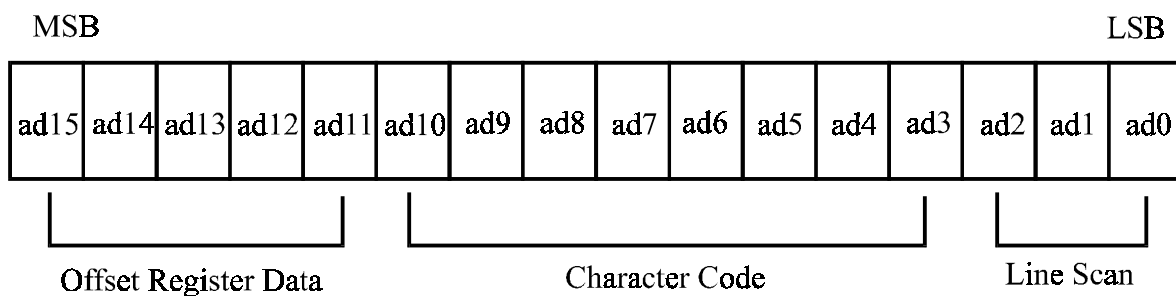 MSB LSB
ad15 ad14 ad13 ad12 ad11 ad10 ad9 ad8 ad7 ad6 ad5 ad4 ad3 ad2 ad1 ad0
Offset Register Data Character Code Line Scan